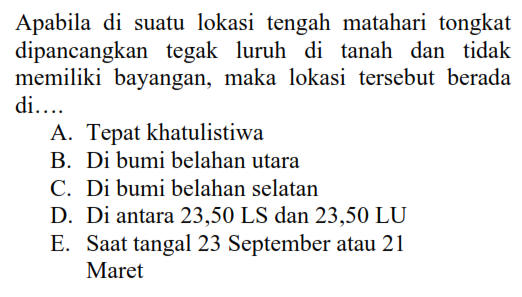 Apabila di suatu lokasi tengah matahari tongkat
dipancangkan tegak luruh di tanah dan tidak
memiliki bayangan, maka lokasi tersebut berada
di....
A. Tepat khatulistiwa
B. Di bumi belahan utara
C. Di bumi belahan selatan
D. Di antara 23,50 LS dan 23,50 LU
E. Saat tangal 23 September atau 21
Maret